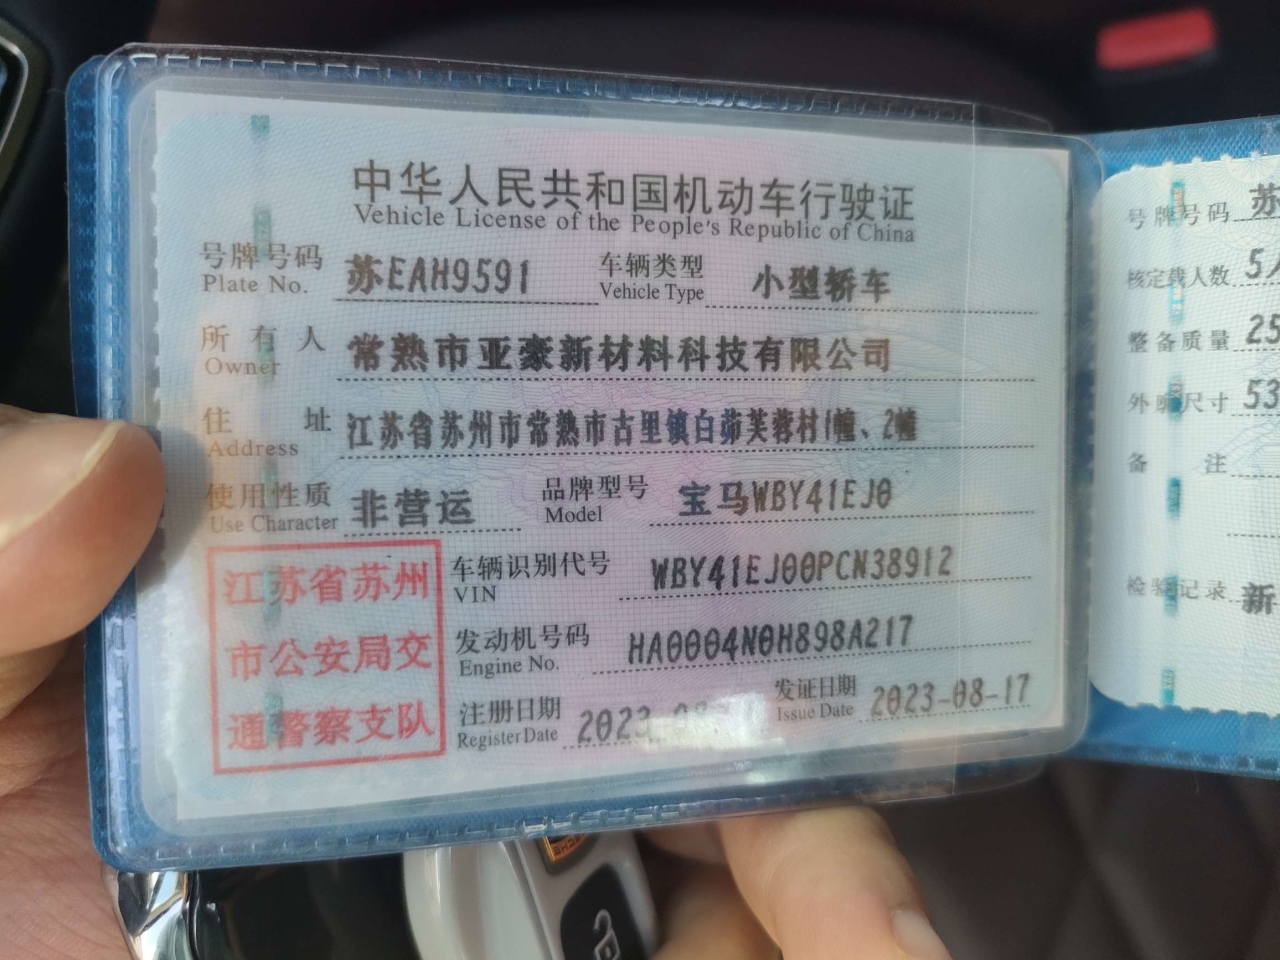 中华人民共和国机动车行驶证
Vehicle License of the People's Republic of China
号牌号码 苏EAH9591 车辆类型 小型轿车
Plate No. Vehicle Type
所有人 常熟市亚豪新材料科技有限公司
Owner
住址 江苏省苏州市常熟市古里镇白茆芙蓉村1幢、2幢
Address
使用性质 非营运 品牌型号 宝马WBY41EJ0
Use Character Model
江苏省苏州
市公安局交
通警察支队
车辆识别代号 WBY41EJ00PCN38912
VIN
发动机号码 HA0004N0H898A217
Engine No.
注册日期 2023 发证日期 2023-08-17
Register Date Issue Date
号牌号码 苏
核定载人数 5
整备质量 25
外廓尺寸 53
备注
检验记录 新